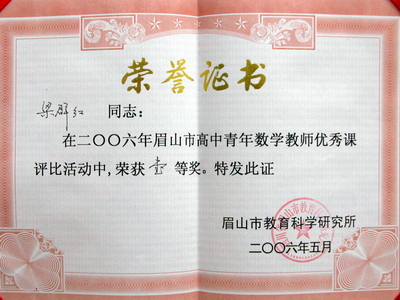 荣誉证书
梁群红 同志:
在二〇〇六年眉山市高中青年数学教师优秀课
评比活动中,荣获壹等奖。特发此证
眉山市教育科学研究所
二〇〇六年五月